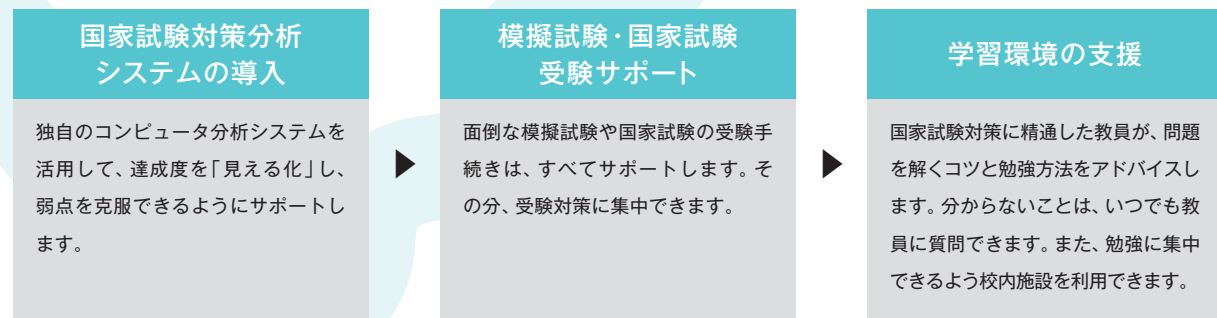 国家試験対策分析
システムの導入
独自のコンピュータ分析システムを
活用して、達成度を「見える化」し、
弱点を克服できるようにサポートし
ます。
模擬試験・国家試験
受験サポート
面倒な模擬試験や国家試験の受験手
続きは、すべてサポートします。そ
の分、受験対策に集中できます。
学習環境の支援
国家試験対策に精通した教員が、問題
を解くコツと勉強方法をアドバイスし
ます。分からないことは、いつでも教
員に質問できます。また、勉強に集中
できるよう校内施設を利用できます。